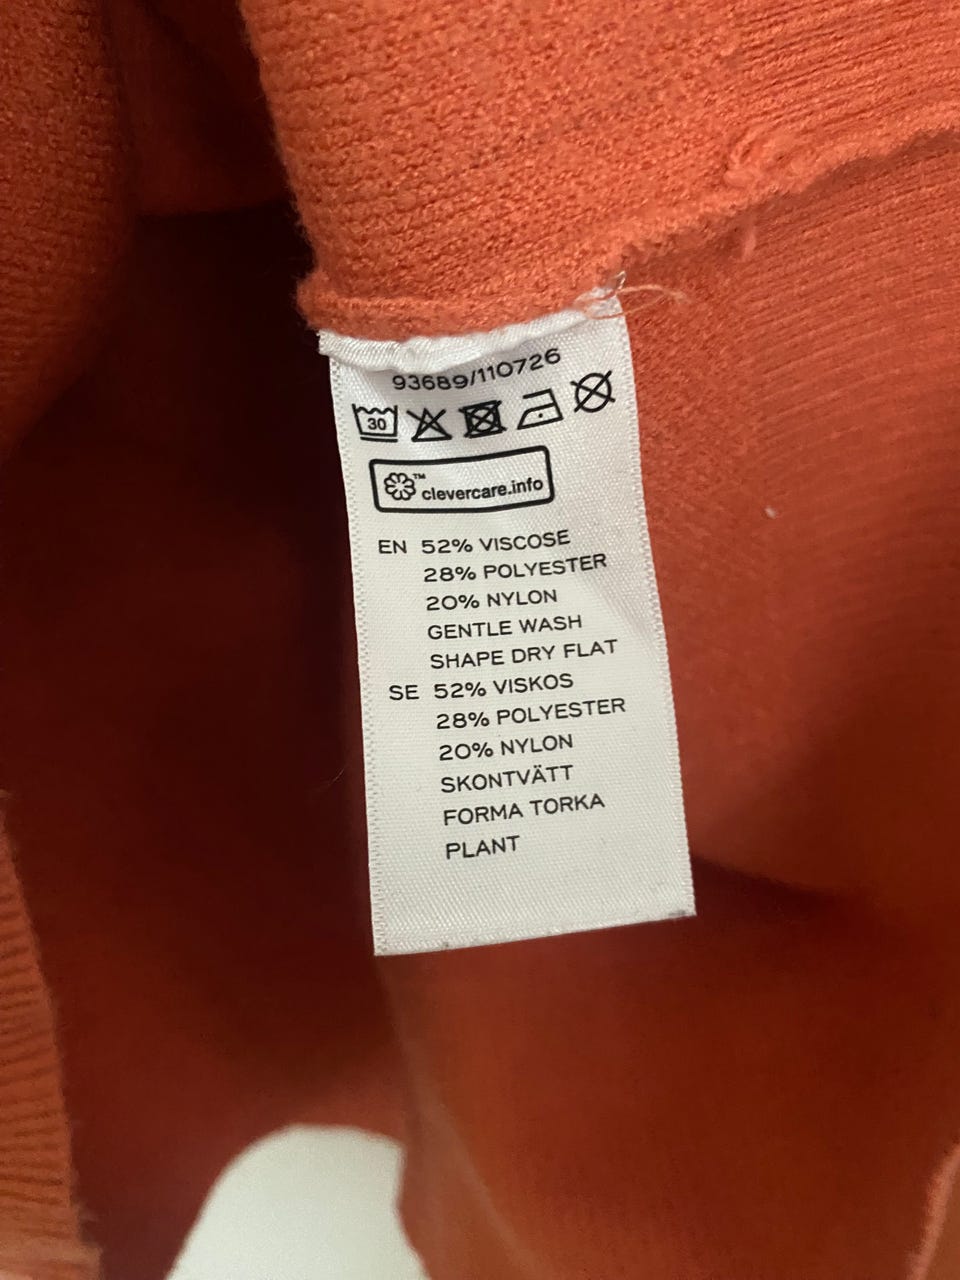 93689/110726
30
™
clevercare.info
EN 52% VISCOSE
28% POLYESTER
20% NYLON
GENTLE WASH
SHAPE DRY FLAT
SE 52% VISKOS
28% POLYESTER
20% NYLON
SKONTVÄTT
FORMA TORKA
PLANT